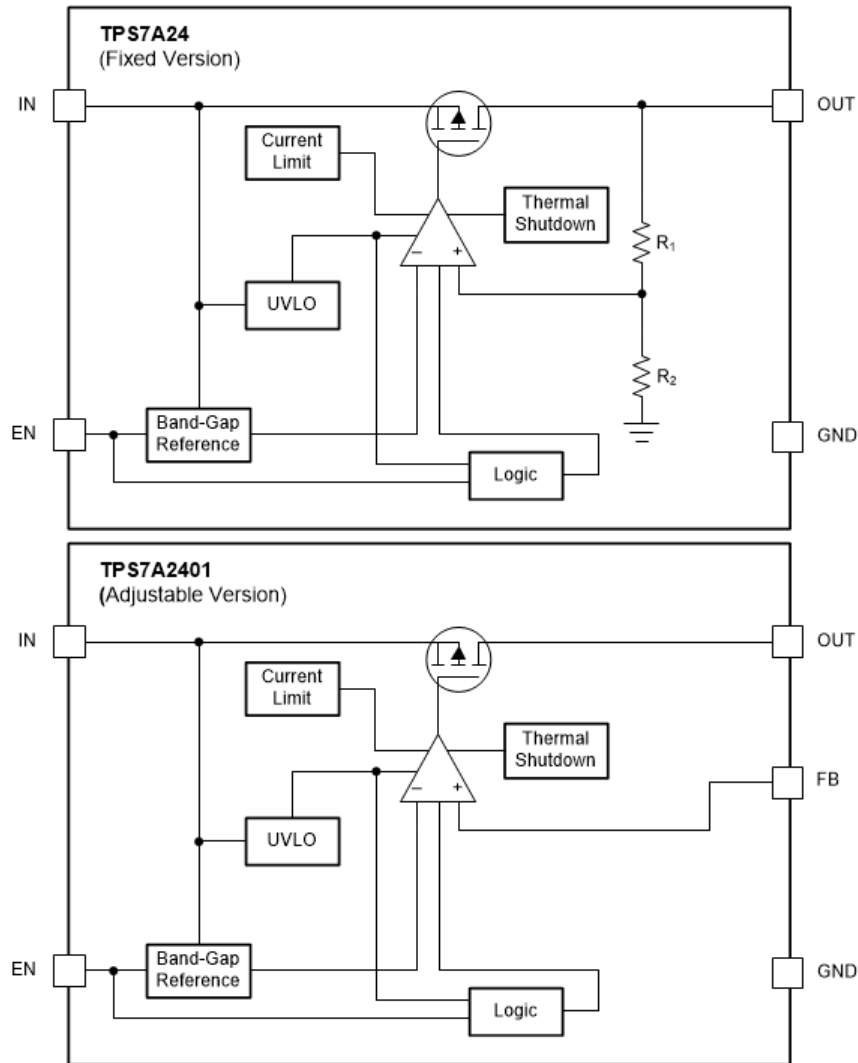 TPS7A24
(Fixed Version)
IN
OUT
Current
Limit
Thermal
Shutdown
R₁
–
+
UVLO
R₂
EN
Band-Gap
Reference
GND
Logic
TPS7A2401
(Adjustable Version)
IN
OUT
Current
Limit
Thermal
Shutdown
FB
–
+
UVLO
EN
Band-Gap
Reference
GND
Logic